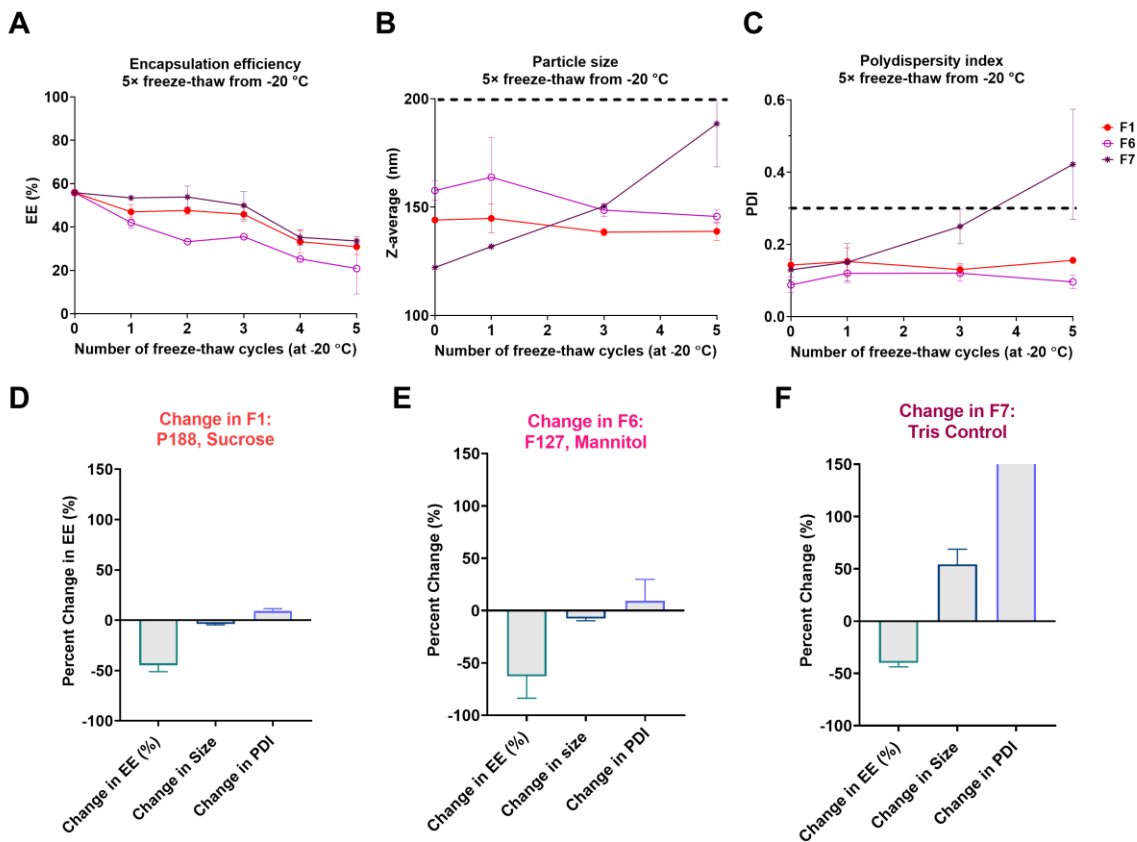 A
B
C
Encapsulation efficiency
5× freeze-thaw from -20 °C
Particle size
5× freeze-thaw from -20 °C
Polydispersity index
5× freeze-thaw from -20 °C
EE (%)
100
80
60
40
20
0
0 1 2 3 4 5
Number of freeze-thaw cycles (at -20 °C)
Z-average (nm)
200
150
100
0 1 2 3 4 5
Number of freeze-thaw cycles (at -20 °C)
PDI
0.6
0.4
0.2
0.0
0 1 2 3 4 5
Number of freeze-thaw cycles (at -20 °C)
F1
F6
F7
D
Change in F1:
P188, Sucrose
Percent Change in EE (%)
150
100
50
0
-50
-100
Change in EE (%)
Change in Size
Change in PDI
E
Change in F6:
F127, Mannitol
Percent Change (%)
150
100
50
0
-50
-100
Change in EE (%)
Change in size
Change in PDI
F
Change in F7:
Tris Control
Percent Change (%)
150
100
50
0
-50
-100
Change in EE (%)
Change in Size
Change in PDI